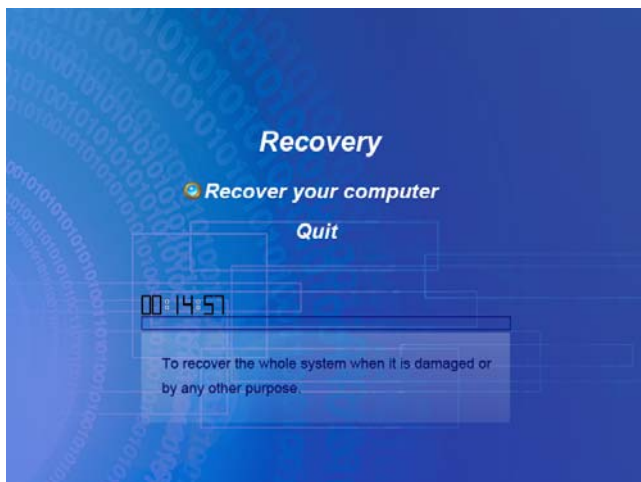 Recovery
Recover your computer
Quit
00:14:57
To recover the whole system when it is damaged or
by any other purpose.